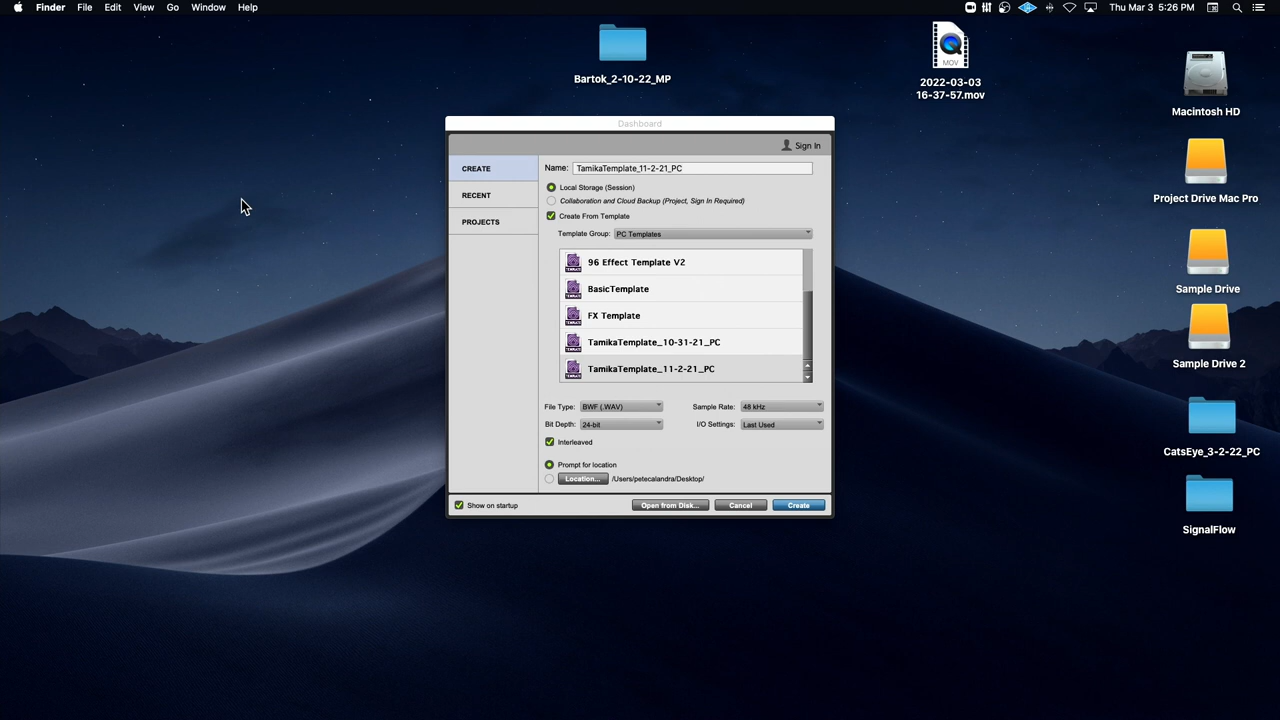 Finder File Edit View Go Window Help
Thu Mar 3 5:26 PM
Bartok_2-10-22_MP
MOV
2022-03-03
16-37-57.mov
Macintosh HD
Project Drive Mac Pro
Sample Drive
Sample Drive 2
CatsEye_3-2-22_PC
SignalFlow
Dashboard
Sign In
CREATE
RECENT
PROJECTS
Name: TamikaTemplate_11-2-21_PC
Local Storage (Session)
Collaboration and Cloud Backup (Project, Sign In Required)
Create From Template
Template Group: PC Templates
96 Effect Template V2
BasicTemplate
FX Template
TamikaTemplate_10-31-21_PC
TamikaTemplate_11-2-21_PC
File Type: BWF (.WAV) Sample Rate: 48 kHz
Bit Depth: 24-bit I/O Settings: Last Used
Interleaved
Prompt for location
Location... /Users/petecalandra/Desktop/
Show on startup Open from Disk... Cancel Create